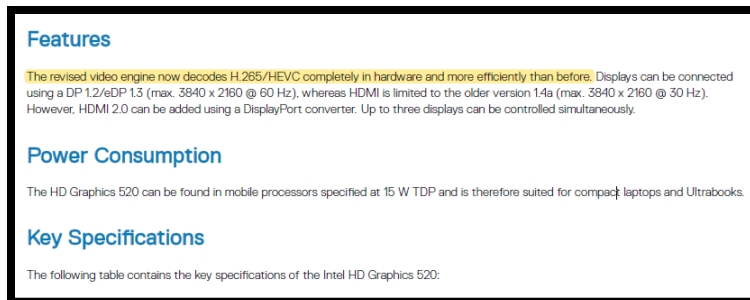 Features
The revised video engine now decodes H.265/HEVC completely in hardware and more efficiently than before. Displays can be connected
using a DP 1.2/eDP 1.3 (max. 3840 x 2160 @ 60 Hz), whereas HDMI is limited to the older version 1.4a (max. 3840 x 2160 @ 30 Hz).
However, HDMI 2.0 can be added using a DisplayPort converter. Up to three displays can be controlled simultaneously.
Power Consumption
The HD Graphics 520 can be found in mobile processors specified at 15 W TDP and is therefore suited for compact laptops and Ultrabooks.
Key Specifications
The following table contains the key specifications of the Intel HD Graphics 520: